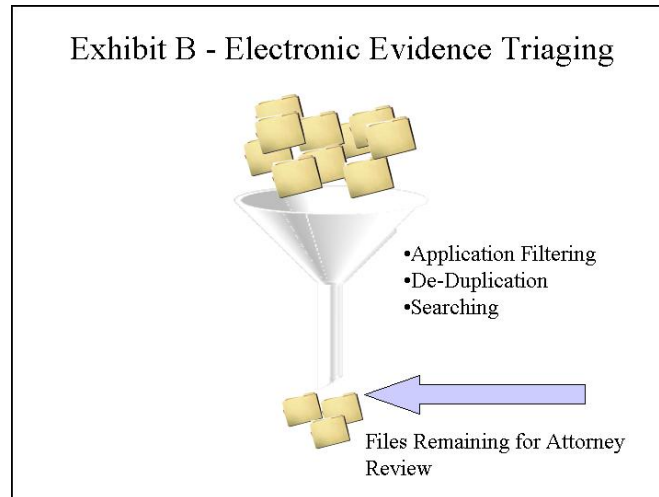 Exhibit B - Electronic Evidence Triaging
•Application Filtering
•De-Duplication
•Searching
Files Remaining for Attorney
Review